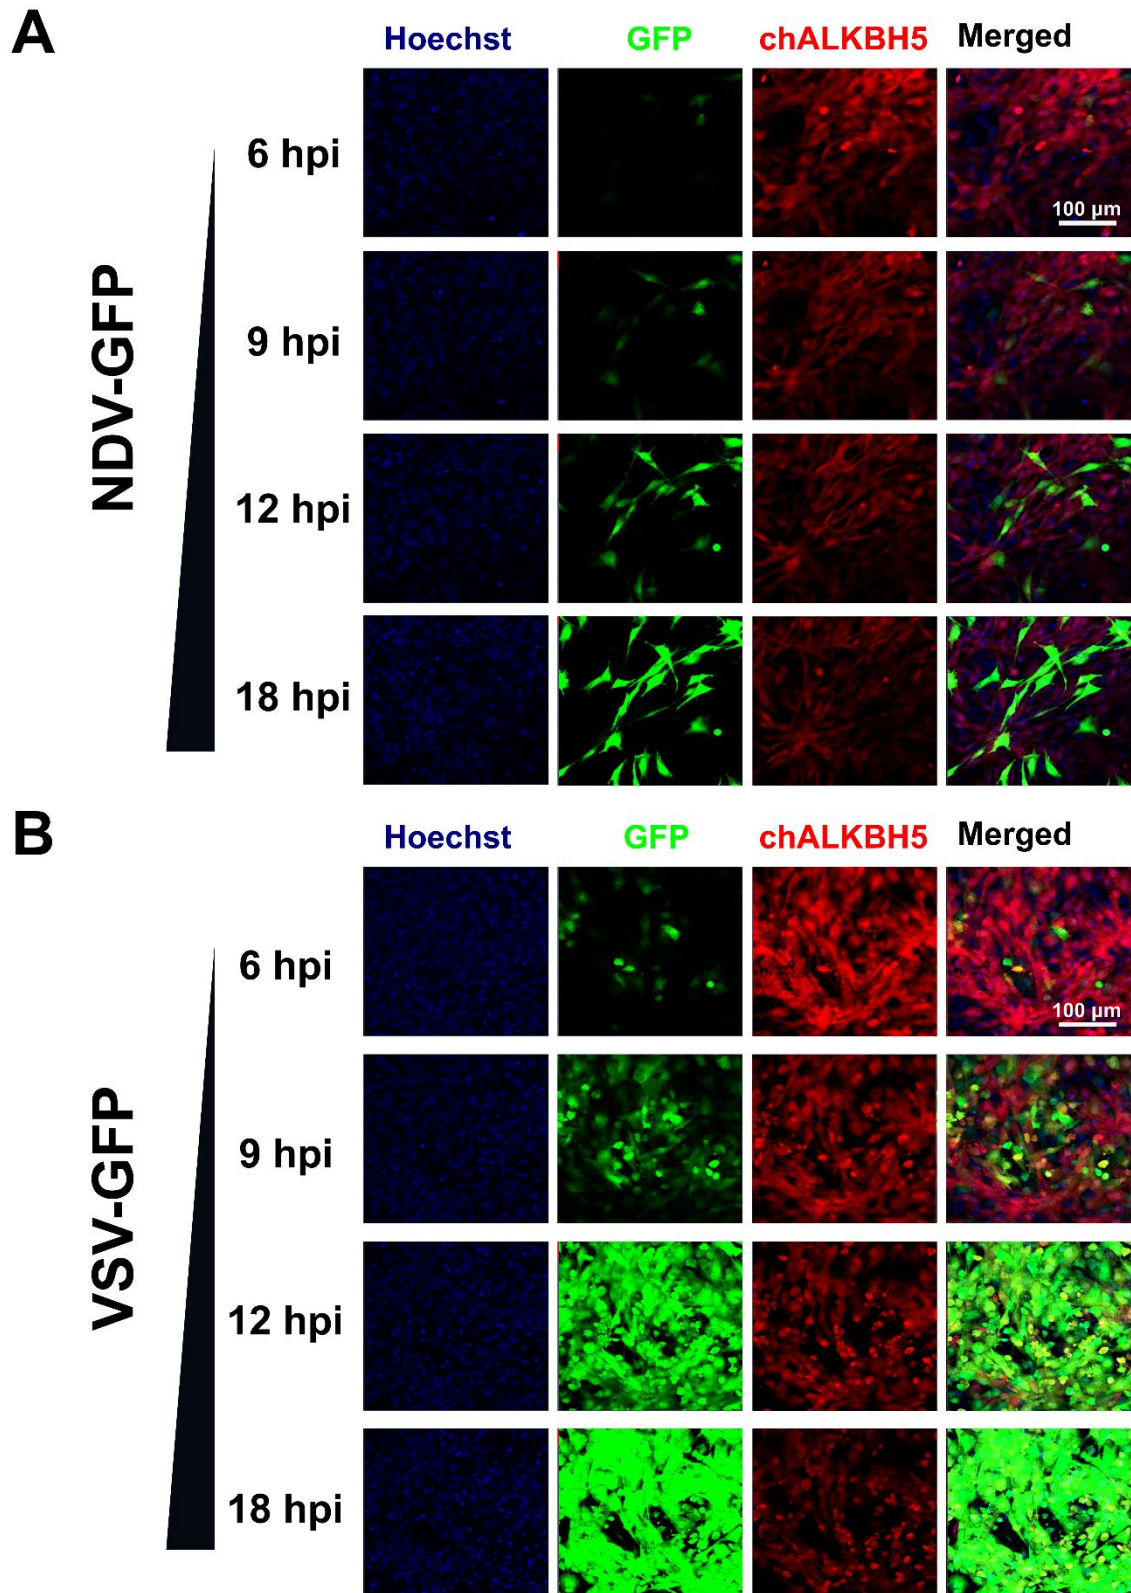 A
Hoechst GFP chALKBH5 Merged
NDV-GFP
6 hpi
100 µm
9 hpi
12 hpi
18 hpi
B
Hoechst GFP chALKBH5 Merged
VSV-GFP
6 hpi
100 µm
9 hpi
12 hpi
18 hpi